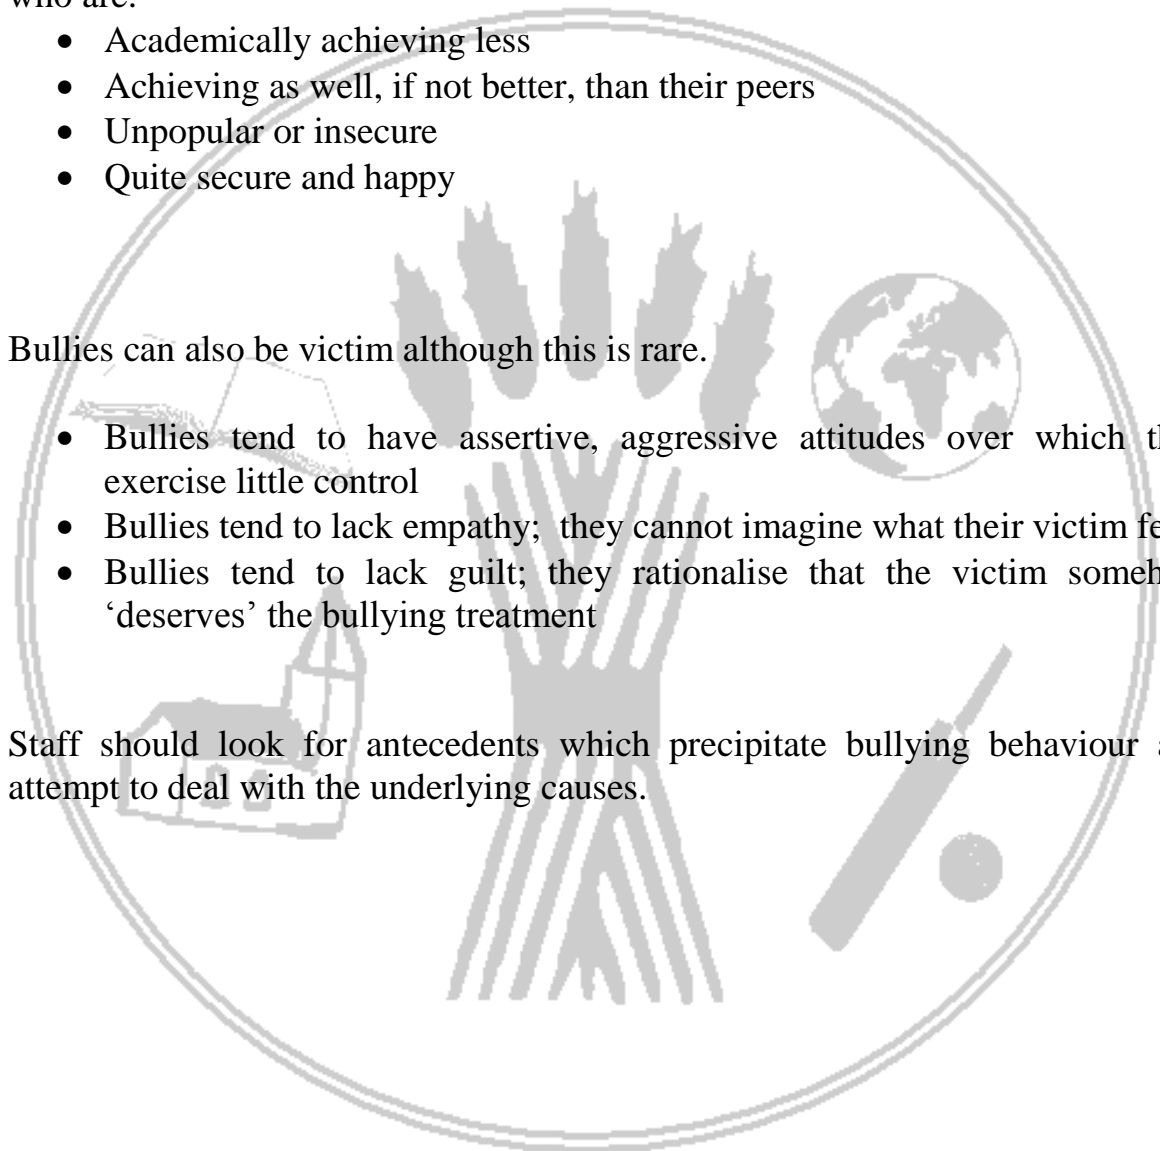 who are:
• Academically achieving less
• Achieving as well, if not better, than their peers
• Unpopular or insecure
• Quite secure and happy
Bullies can also be victim although this is rare.
• Bullies tend to have assertive, aggressive attitudes over which
exercise little control
• Bullies tend to lack empathy; they cannot imagine what their victim
• Bullies tend to lack guilt; they rationalise that the victim
‘deserves’ the bullying treatment
Staff should look for antecedents which precipitate bullying behaviour
attempt to deal with the underlying causes.